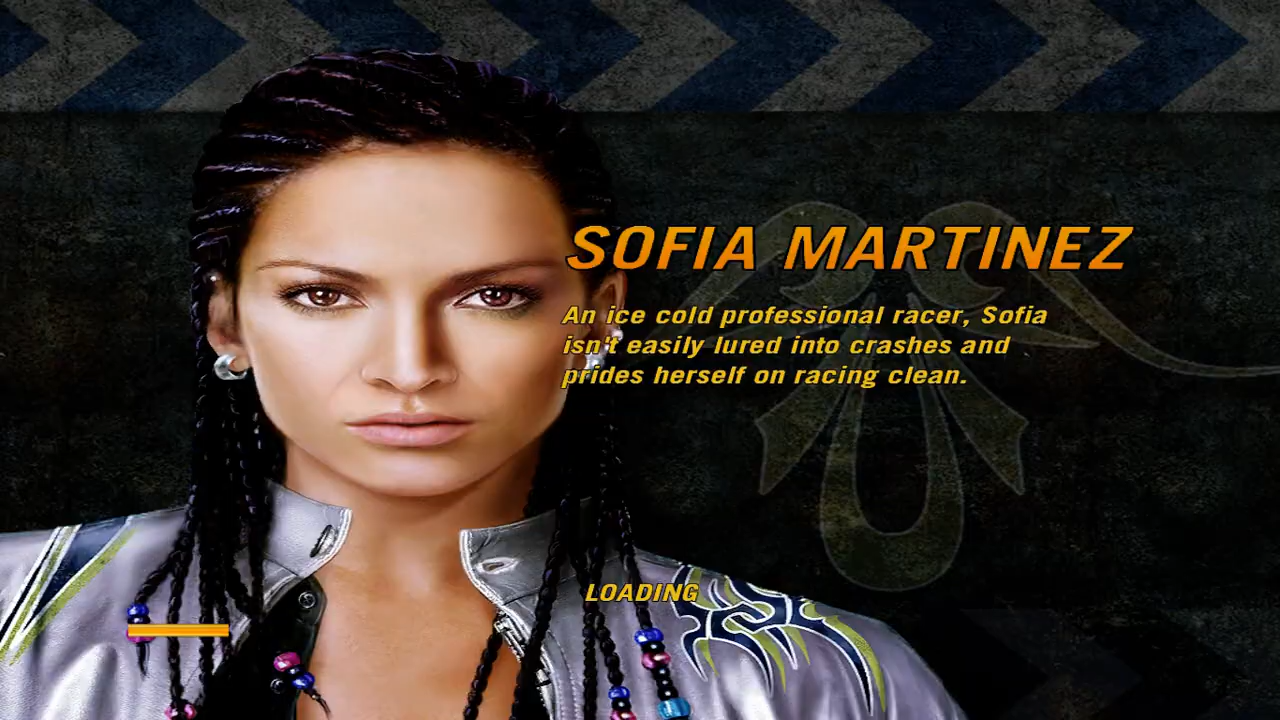 SOFIA MARTINEZ
An ice cold professional racer, Sofia
isn't easily lured into crashes and
prides herself on racing clean.
LOADING